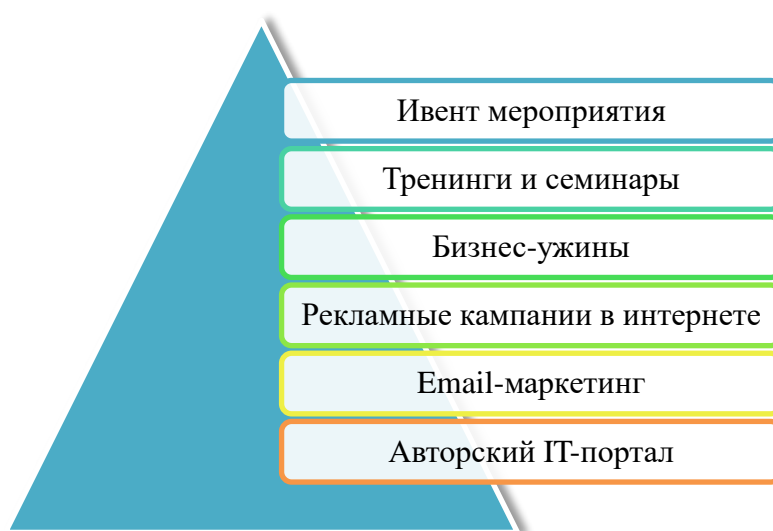 Ивент мероприятия
Тренинги и семинары
Бизнес-ужины
Рекламные кампании в интернете
Email-маркетинг
Авторский IT-портал